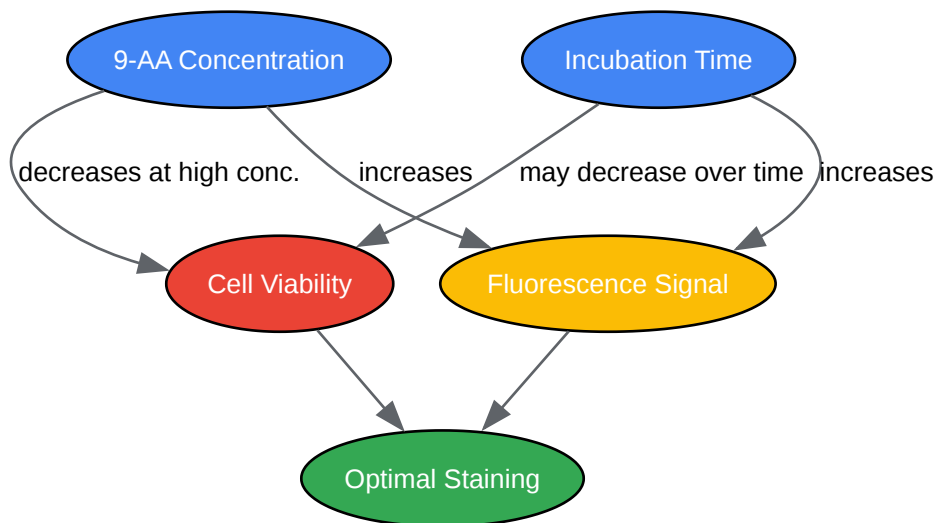 9-AA Concentration
Incubation Time
decreases at high conc.
increases
may decrease over time
increases
Cell Viability
Fluorescence Signal
Optimal Staining